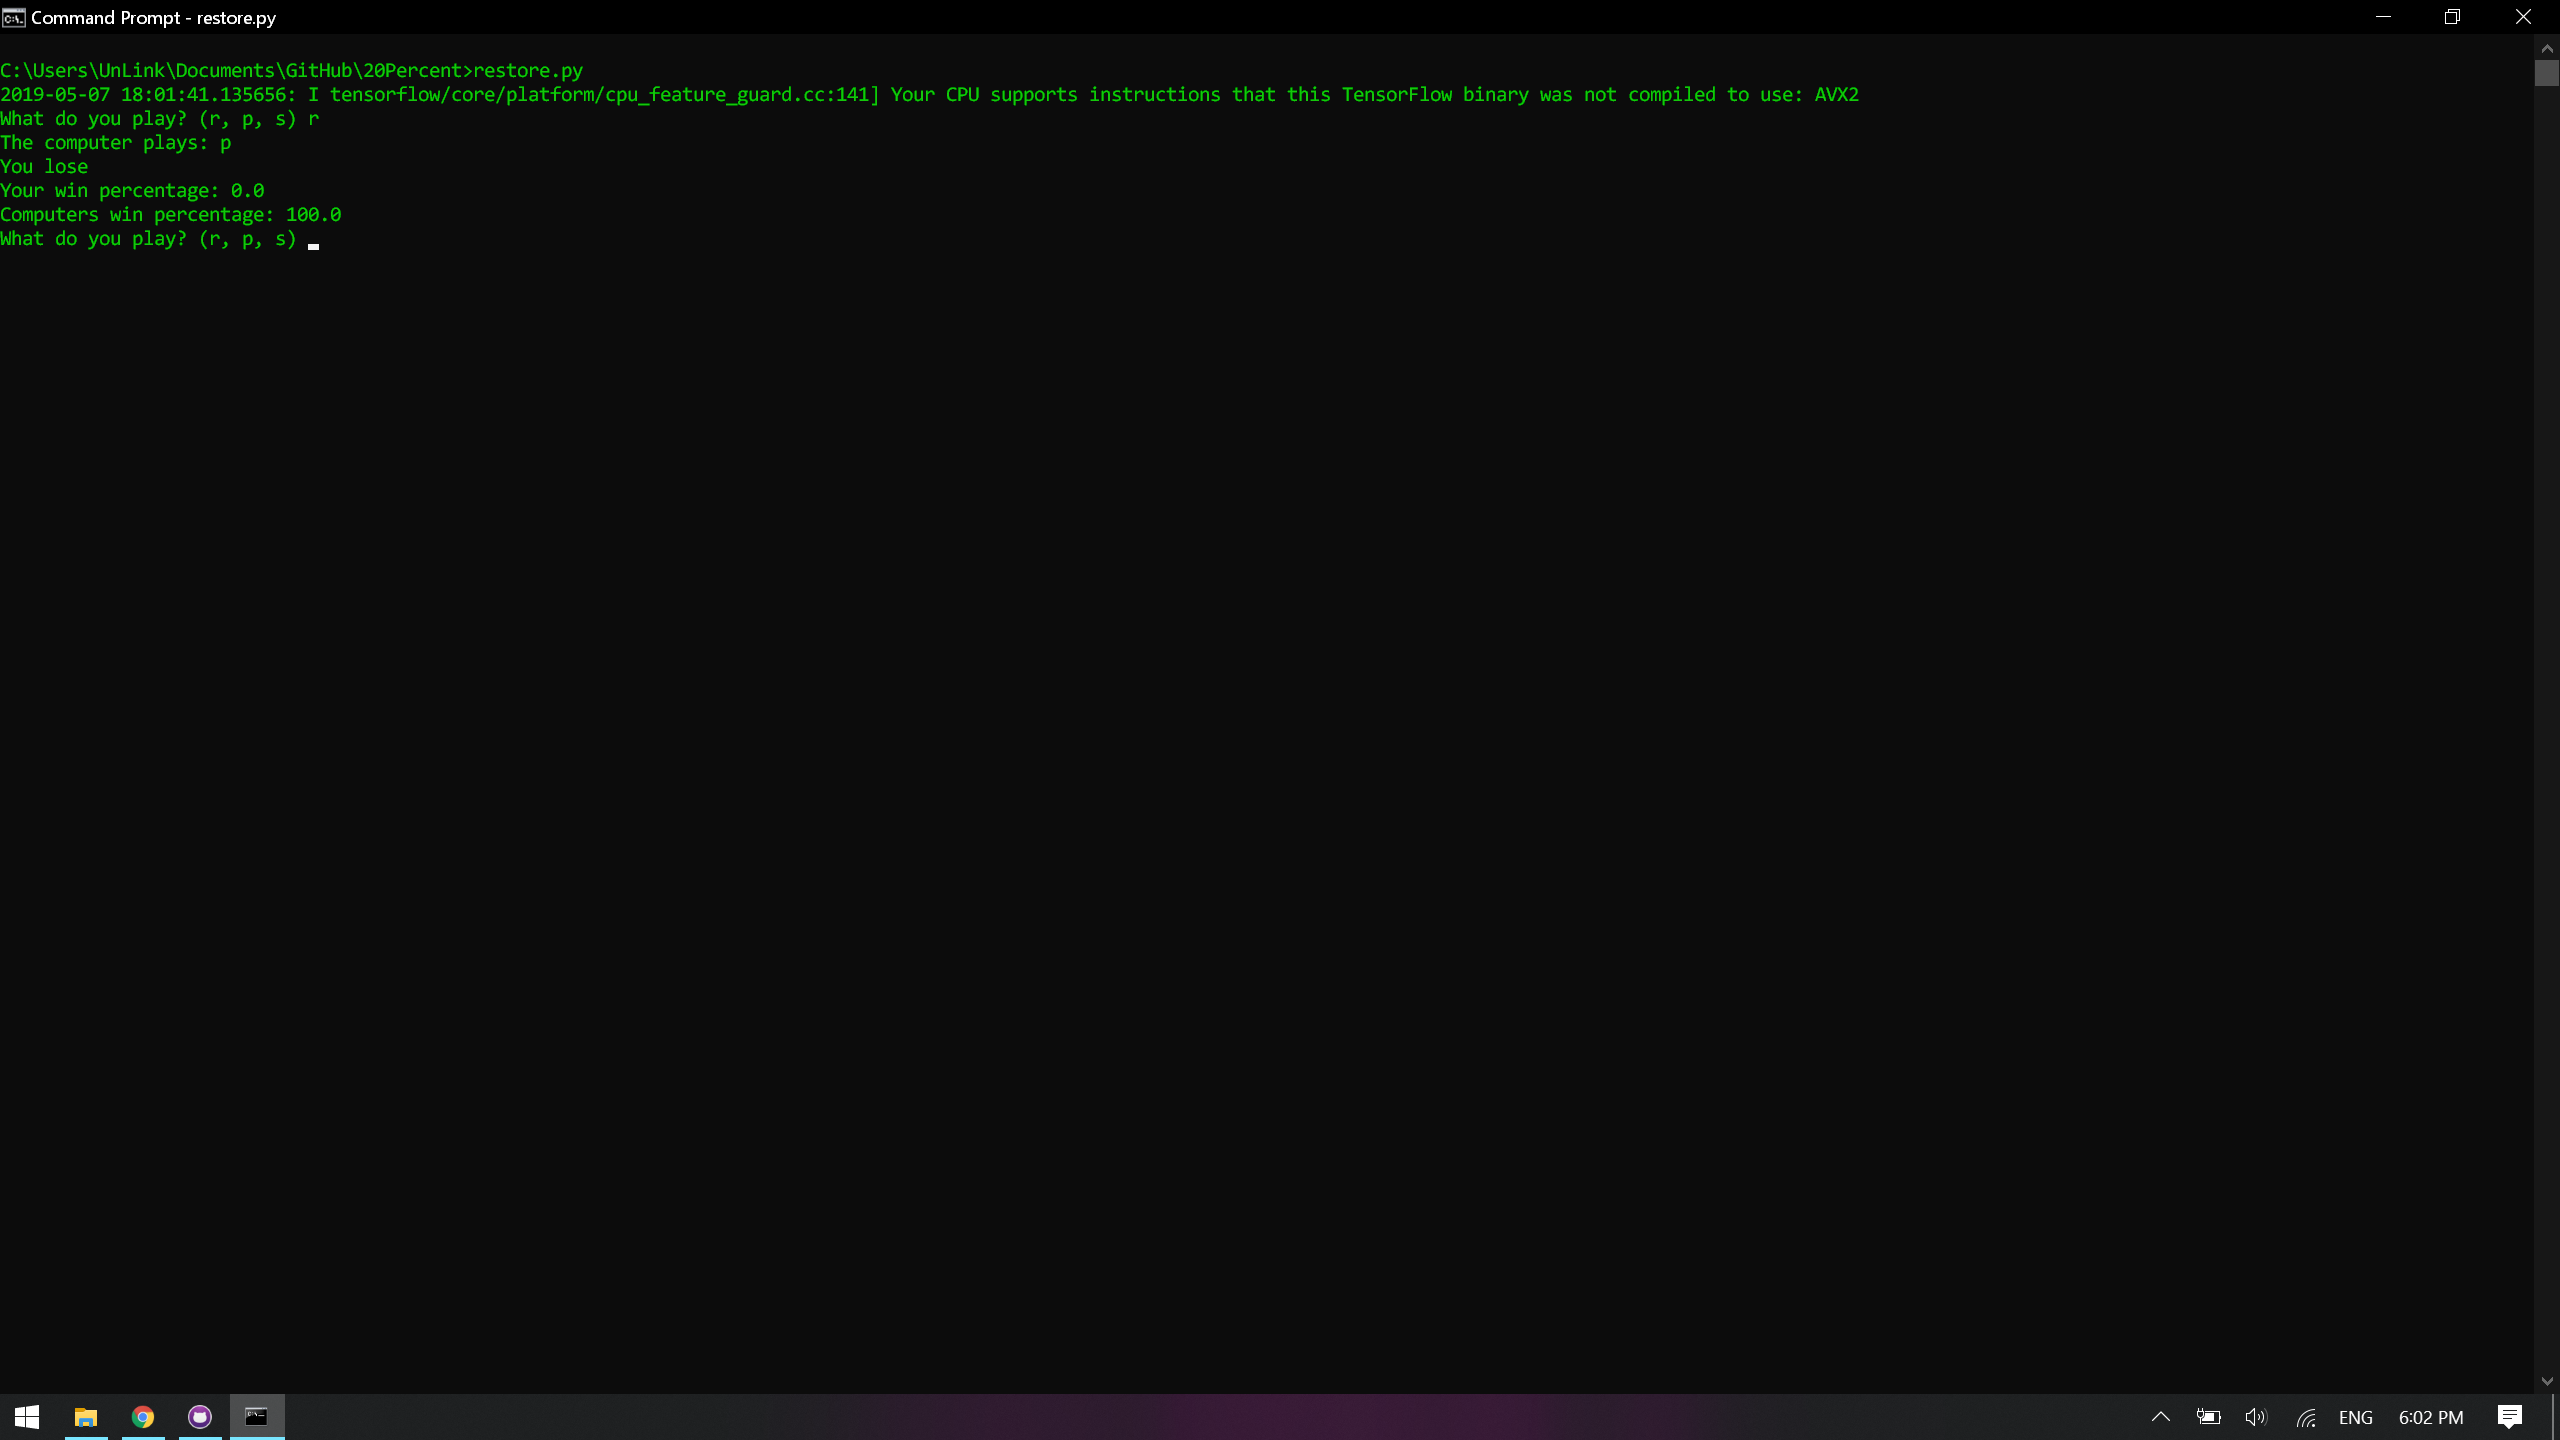 Command Prompt - restore.py
C:\Users\UnLink\Documents\GitHub\20Percent>restore.py
2019-05-07 18:01:41.135656: I tensorflow/core/platform/cpu_feature_guard.cc:141] Your CPU supports instructions that this TensorFlow binary was not compiled to use: AVX2
What do you play? (r, p, s) r
The computer plays: p
You lose
Your win percentage: 0.0
Computers win percentage: 100.0
What do you play? (r, p, s)
ENG 6:02 PM